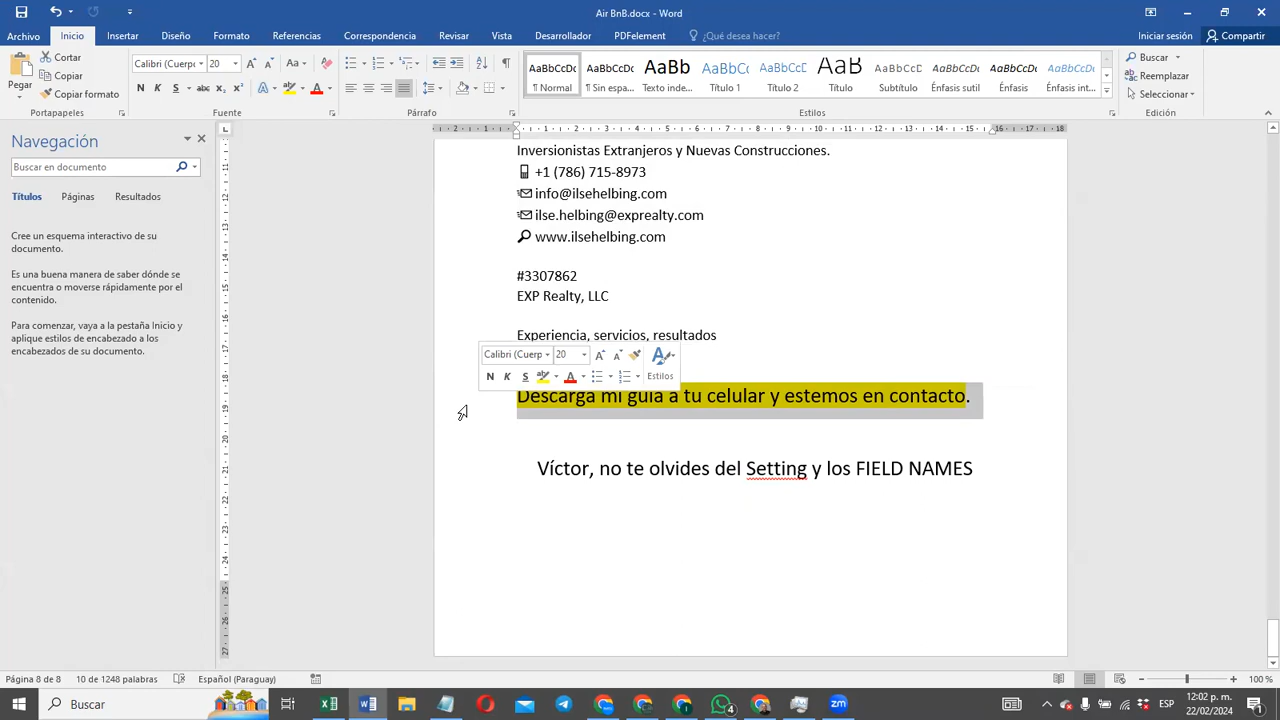 Air BnB.docx - Word
Archivo Inicio Insertar Diseño Formato Referencias Correspondencia Revisar Vista Desarrollador PDFelement ¿Qué desea hacer? Iniciar sesión Compartir
Pegar
Cortar
Copiar
Copiar formato
Calibri (Cuerpo 20
N K S abc
AaBbCcDc AaBbCcDc AaBb AaBbCcD AaBbCcD AaB AaBbCcD AaBbCcDc AaBbCcDc AaBbCcDc
¶ Normal ¶ Sin espa... Texto inde... Título 1 Título 2 Título Subtítulo Énfasis sutil Énfasis Énfasis int...
Buscar
Reemplazar
Seleccionar
Portapapeles Fuente Párrafo Estilos Edición
Navegación
Buscar en documento
Títulos Páginas Resultados
Cree un esquema interactivo de su
documento.
Es una buena manera de saber dónde se
encuentra o moverse rápidamente por el
contenido.
Para comenzar, vaya a la pestaña Inicio y
aplique estilos de encabezado a los
encabezados de su documento.
Inversionistas Extranjeros y Nuevas Construcciones.
+1 (786) 715-8973
info@ilsehelbing.com
ilse.helbing@exprealty.com
www.ilsehelbing.com
#3307862
EXP Realty, LLC
Experiencia, servicios, resultados
Calibri (Cuerp 20
N K S Estilos
Descarga mi guía a tu celular y estemos en contacto.
Víctor, no te olvides del Setting y los FIELD NAMES
Página 8 de 8 10 de 1248 palabras Español (Paraguay) 100 %
Buscar
4
ESP
12:02 p. m.
22/02/2024
1